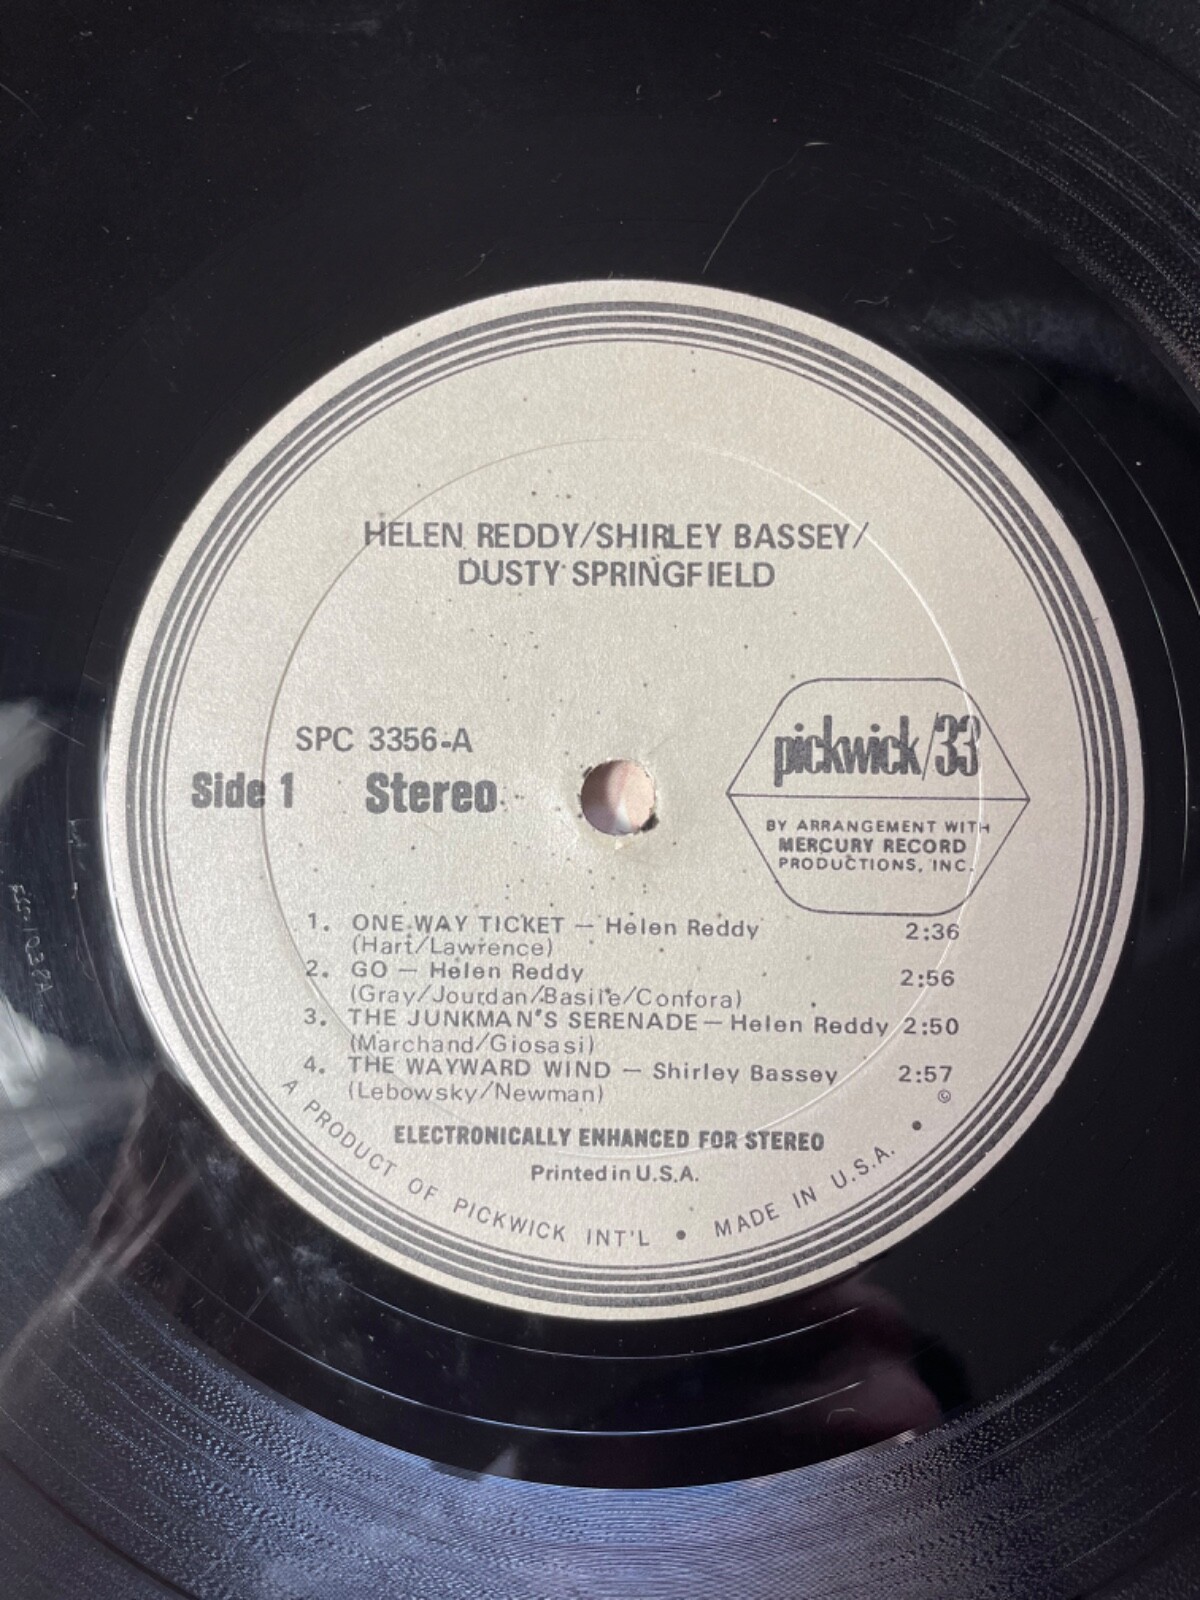 HELEN REDDY/SHIRLEY BASSEY/
DUSTY SPRINGFIELD
SPC 3356-A
Side 1 Stereo
pickwick/33
BY ARRANGEMENT WITH
MERCURY RECORD
PRODUCTIONS, INC.
1. ONE WAY TICKET — Helen Reddy 2:36
(Hart/Lawrence)
2. GO — Helen Reddy 2:56
(Gray/Jourdan/Basile/Confora)
3. THE JUNKMAN'S SERENADE — Helen Reddy 2:50
(Marchand/Giosasi)
4. THE WAYWARD WIND — Shirley Bassey 2:57
(Lebowsky/Newman)
©
ELECTRONICALLY ENHANCED FOR STEREO
Printed in U.S.A.
A PRODUCT OF PICKWICK INT'L • MADE IN U.S.A. •